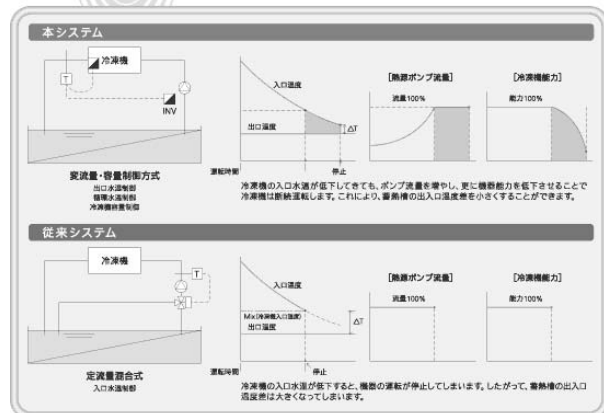 本システム
冷凍機
T
INV
変流量・容量制御方式
出口水温制御
循環水温制御
冷凍機容量制御
入口温度
出口温度
ΔT
運転時間
停止
[熱源ポンプ流量]
流量100%
[冷凍機能力]
能力100%
冷凍機の入口水温が低下してきても、ポンプ流量を増やし、更に機器能力を低下させることで
冷凍機は断続運転します。これにより、蓄熱槽の出入口温度差を小さくすることができます。
従来システム
冷凍機
T
定流量混合式
入口水温制御
入口温度
Mix(冷凍機入口温度)
出口温度
ΔT
運転時間
停止
[熱源ポンプ流量]
流量100%
[冷凍機能力]
能力100%
冷凍機の入口水温が低下すると、機器の運転が停止してしまいます。したがって、蓄熱槽の出入口
温度差は大きくなってしまいます。